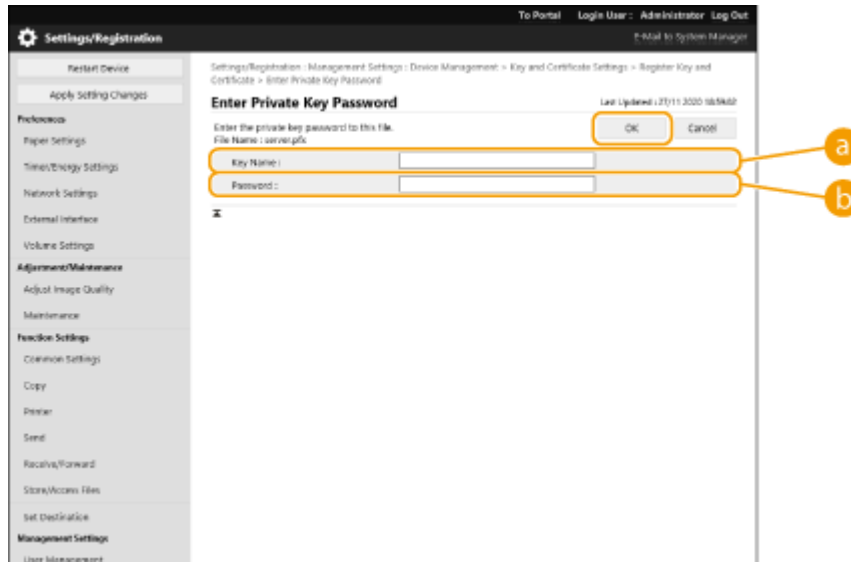 To Portal Login User : Administrator Log Out
Settings/Registration
E-Mail to System Manager
Restart Device
Apply Setting Changes
Preferences
Paper Settings
Timer/Energy Settings
Network Settings
External Interface
Volume Settings
Adjustment/Maintenance
Adjust Image Quality
Maintenance
Function Settings
Common Settings
Copy
Printer
Send
Receive/Forward
Store/Access Files
Set Destination
Management Settings
User Management
Settings/Registration : Management Settings : Device Management > Key and Certificate Settings > Register Key and
Certificate > Enter Private Key Password
Enter Private Key Password
Last Updated : 27/11 2020
Enter the private key password to this file.
File Name : server.pfx
OK
Cancel
Key Name :
Password :
a
b